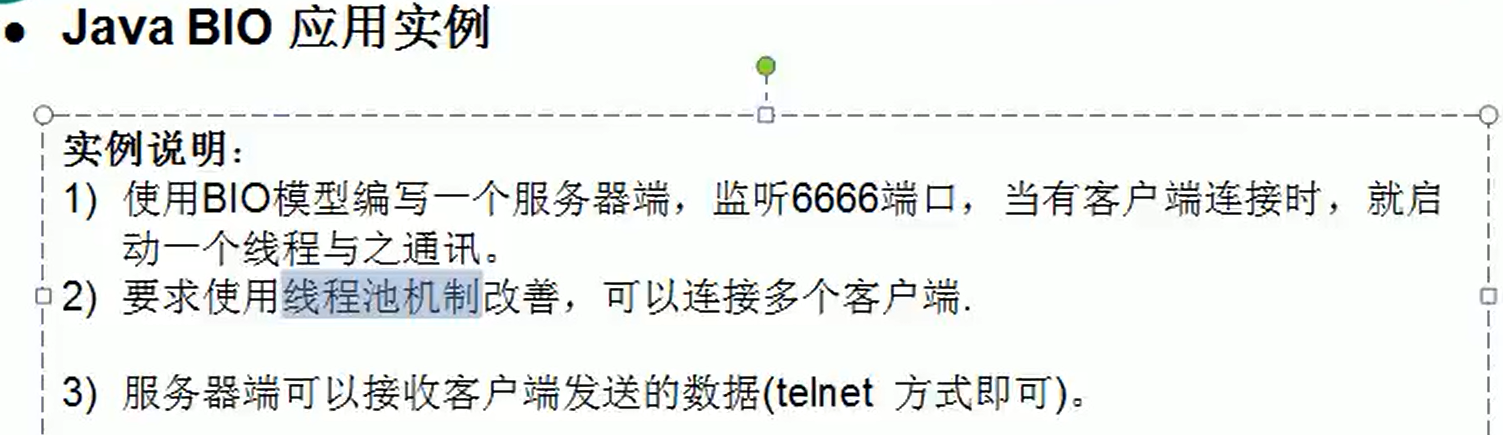 ● Java BIO 应用实例
实例说明:
1) 使用BIO模型编写一个服务器端，监听6666端口，当有客户端连接时，就启
动一个线程与之通讯。
2) 要求使用线程池机制改善，可以连接多个客户端.
3) 服务器端可以接收客户端发送的数据(telnet 方式即可)。